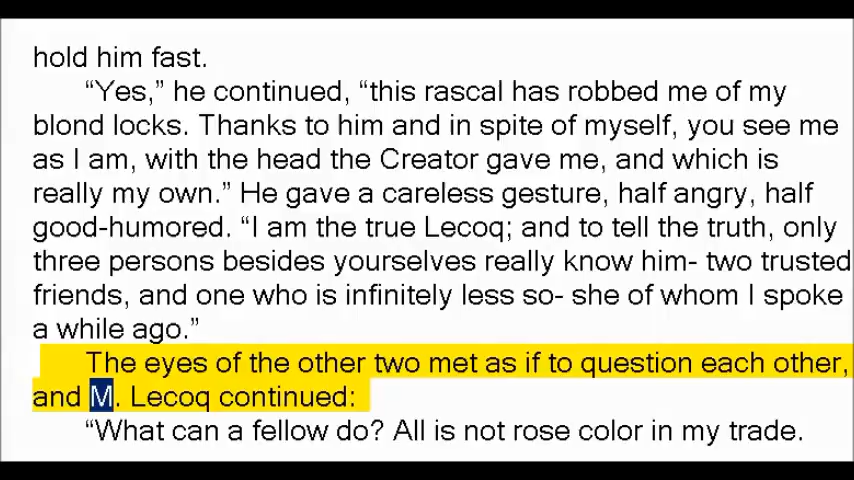 hold him fast.
“Yes,” he continued, “this rascal has robbed me of my
blond locks. Thanks to him and in spite of myself, you see me
as I am, with the head the Creator gave me, and which is
really my own.” He gave a careless gesture, half angry, half
good-humored. “I am the true Lecoq; and to tell the truth, only
three persons besides yourselves really know him- two trusted
friends, and one who is infinitely less so- she of whom I spoke
a while ago.”
The eyes of the other two met as if to question each other,
and M. Lecoq continued:
“What can a fellow do? All is not rose color in my trade.